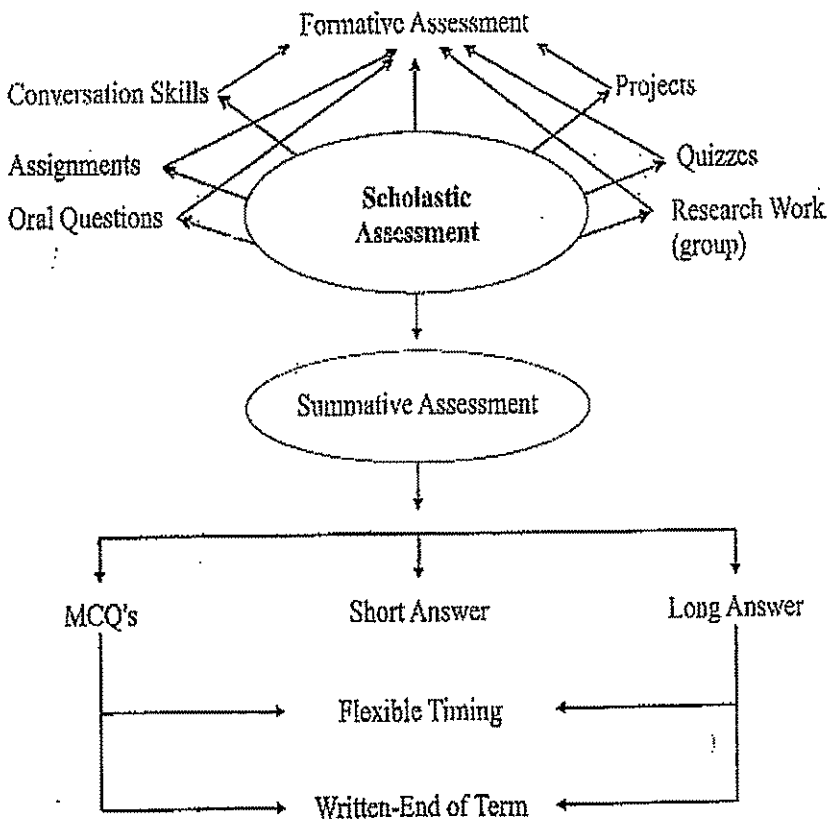 Formative Assessment
Conversation Skills
Projects
Assignments
Quizzes
Oral Questions
Scholastic
Assessment
Research Work
(group)
Summative Assessment
MCQ's
Short Answer
Long Answer
Flexible Timing
Written-End of Term